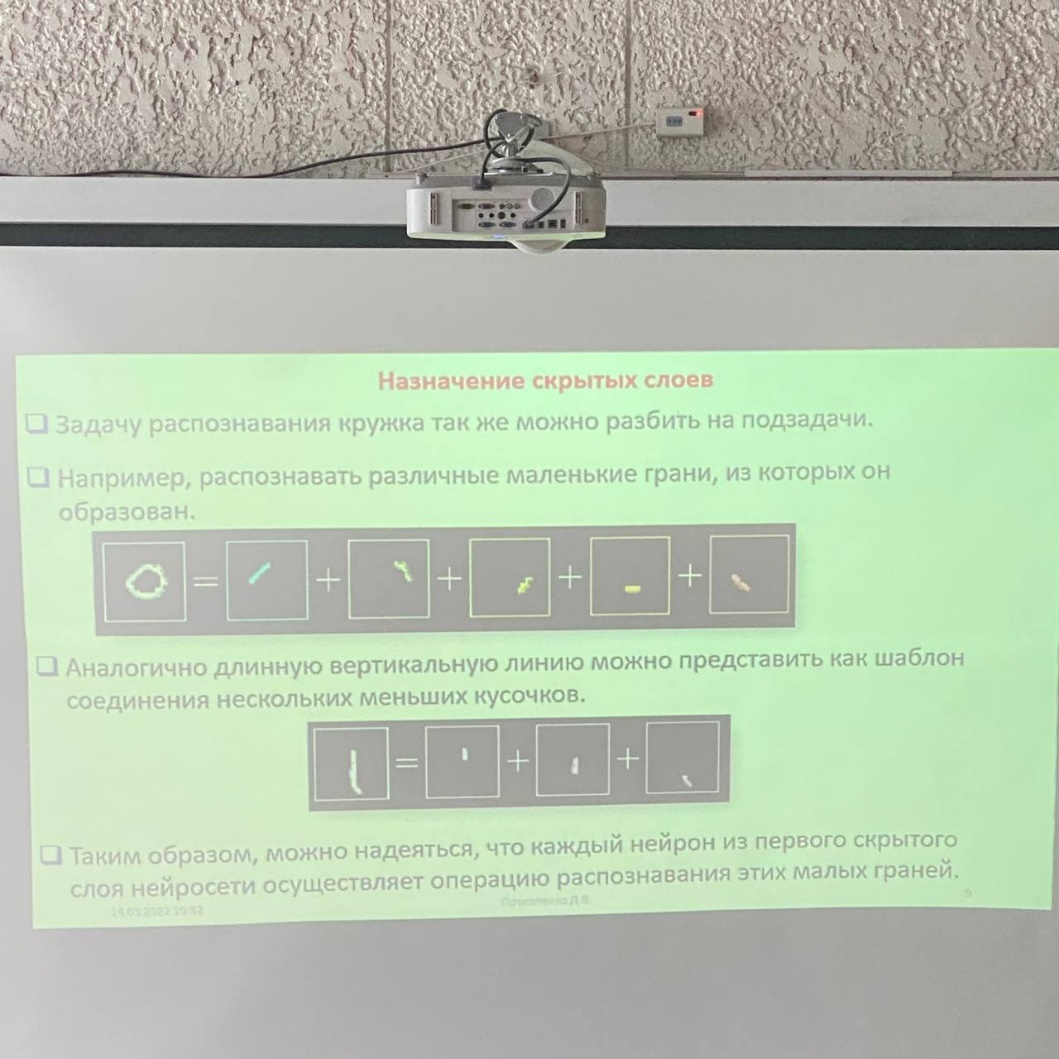 Назначение скрытых слоев
Задачу распознавания кружка так же можно разбить на подзадачи.
Например, распознавать различные маленькие грани, из которых он
образован.
= + + + +
Аналогично длинную вертикальную линию можно представить как шаблон
соединения нескольких меньших кусочков.
= + +
Таким образом, можно надеяться, что каждый нейрон из первого скрытого
слоя нейросети осуществляет операцию распознавания этих малых граней.
9